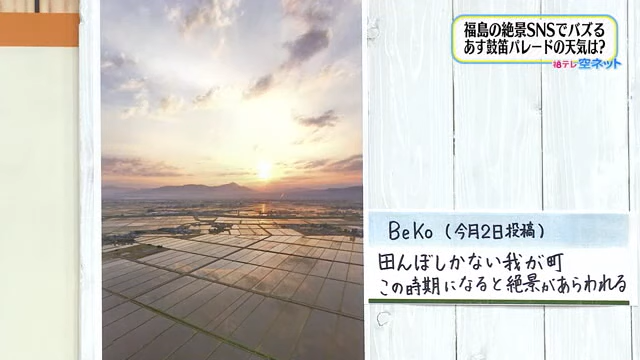 福島の絶景SNSでバズる
あす鼓笛パレードの天気は?
福テレ空ネット
BeKo (今月2日投稿)
田んぼしかない我が町
この時期になると絶景があらわれる